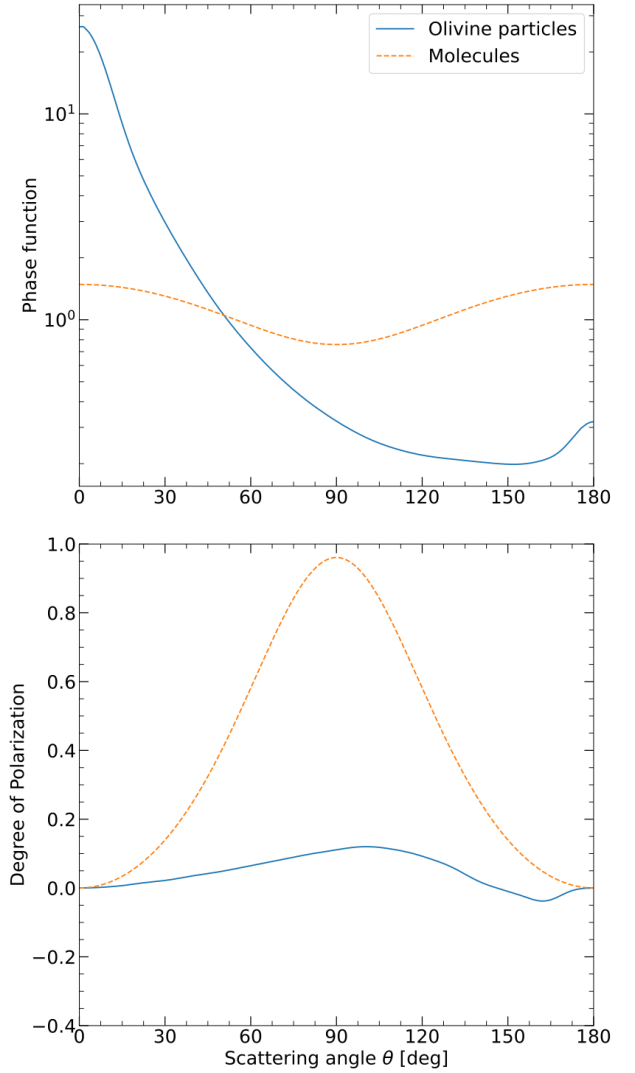 Olivine particles
Molecules
10¹
10⁰
Phase function
0 30 60 90 120 150 180
1.0
0.8
0.6
0.4
0.2
0.0
−0.2
−0.4
Degree of Polarization
0 30 60 90 120 150 180
Scattering angle θ [deg]